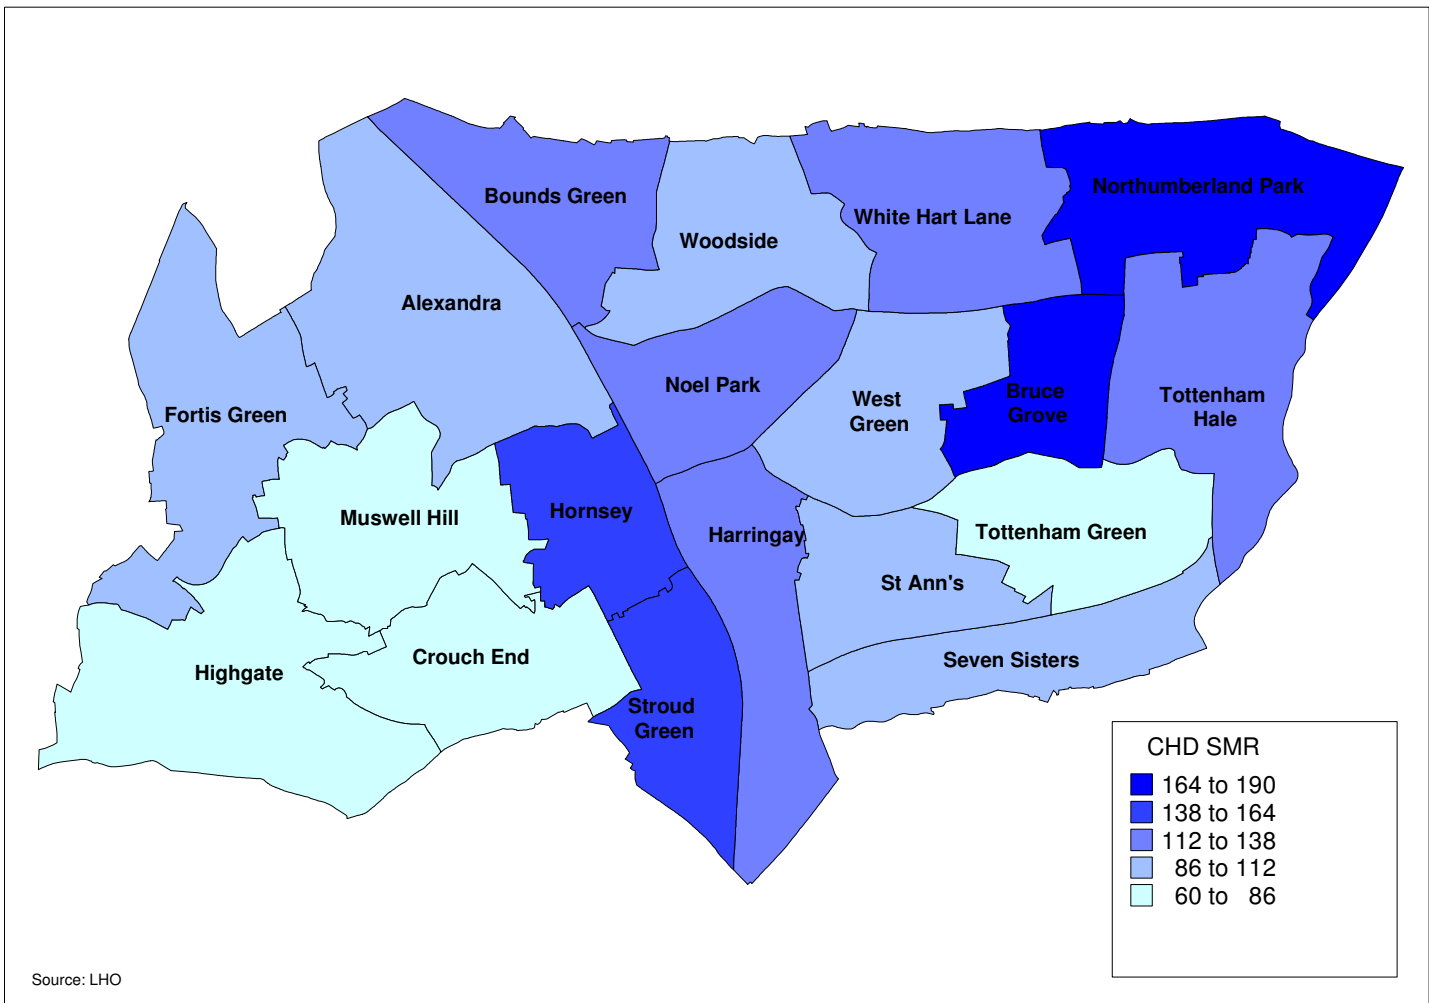 Northumberland Park
Bounds Green
White Hart Lane
Woodside
Alexandra
Noel Park
Bruce
Grove
Tottenham
Hale
West
Green
Fortis Green
Hornsey
Muswell Hill
Harringay
Tottenham Green
St Ann's
Crouch End
Seven Sisters
Highgate
Stroud
Green
CHD SMR
164 to 190
138 to 164
112 to 138
86 to 112
60 to 86
Source: LHO